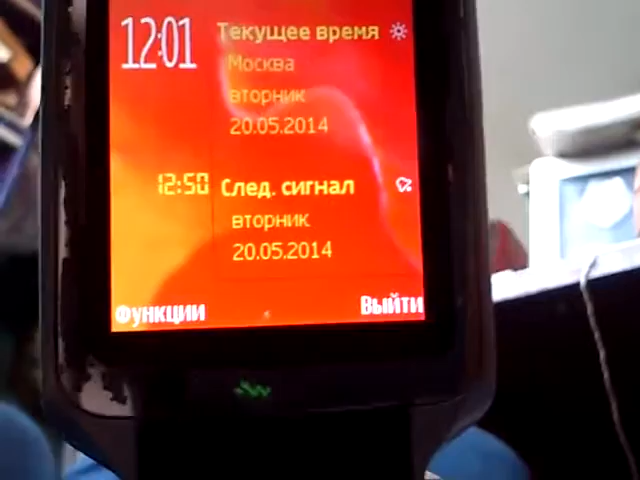 12:01 Текущее время
Москва
вторник
20.05.2014
12:50 След. сигнал
вторник
20.05.2014
Функции Выйти